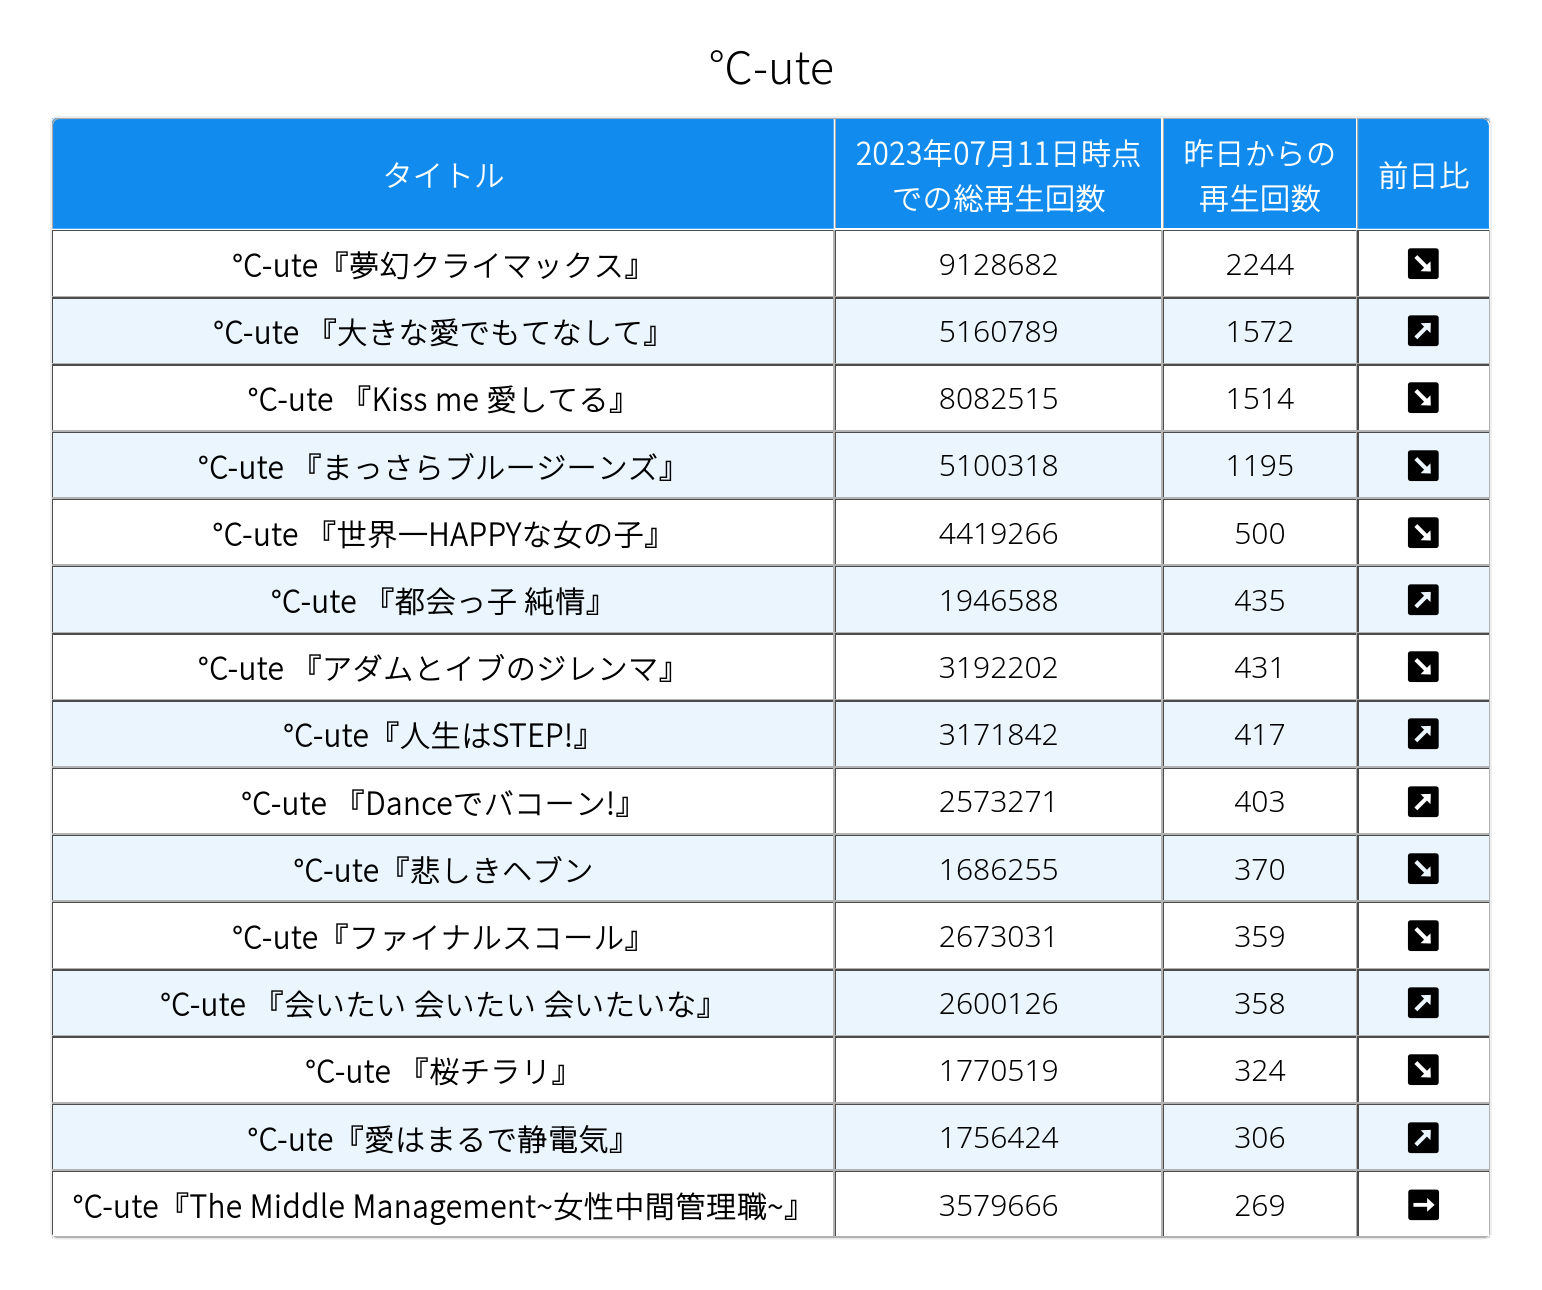 ℃-ute
タイトル
2023年07月11日時点
での総再生回数
昨日からの
再生回数
前日比
℃-ute『夢幻クライマックス』 9128682 2244 ↘
℃-ute 『大きな愛でもてなして』 5160789 1572 ↗
℃-ute 『Kiss me 愛してる』 8082515 1514 ↘
℃-ute 『まっさらブルージーンズ』 5100318 1195 ↘
℃-ute 『世界一HAPPYな女の子』 4419266 500 ↘
℃-ute 『都会っ子 純情』 1946588 435 ↗
℃-ute 『アダムとイブのジレンマ』 3192202 431 ↘
℃-ute『人生はSTEP!』 3171842 417 ↗
℃-ute 『Danceでバコーン!』 2573271 403 ↗
℃-ute『悲しきヘブン 1686255 370 ↘
℃-ute『ファイナルスコール』 2673031 359 ↘
℃-ute 『会いたい 会いたい 会いたいな』 2600126 358 ↗
℃-ute 『桜チラリ』 1770519 324 ↘
℃-ute『愛はまるで静電気』 1756424 306 ↗
℃-ute『The Middle Management~女性中間管理職~』 3579666 269 →